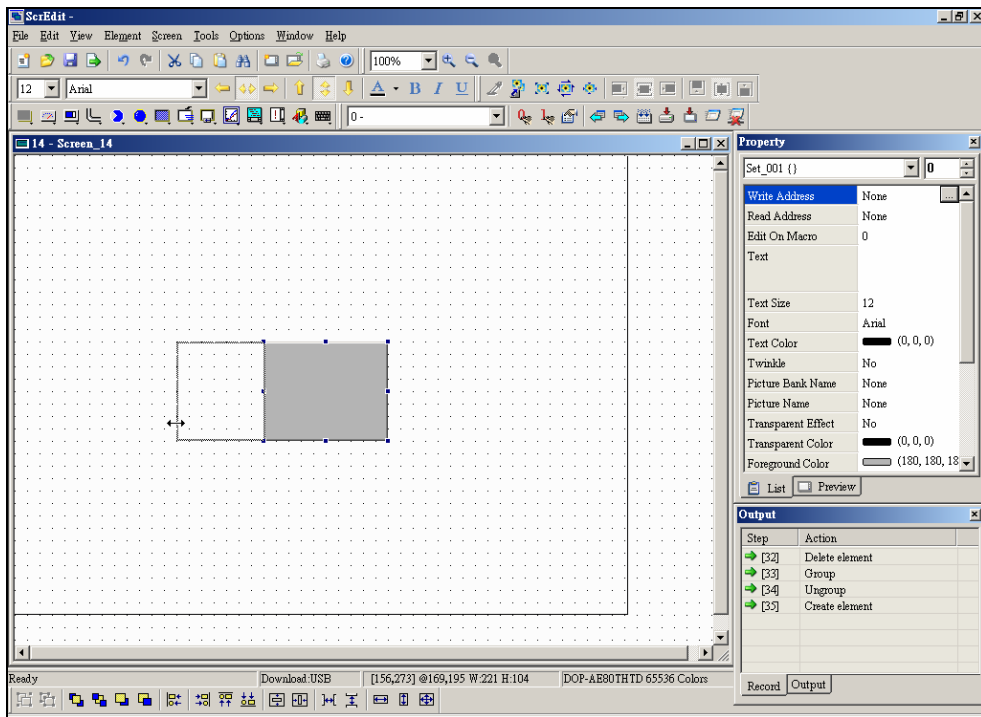 ScrEdit -
File Edit View Element Screen Tools Options Window Help
100%
12 Arial A B I U
0 -
14 - Screen_14
Property
Set_001 {} 0
Write Address None ...
Read Address None
Edit On Macro 0
Text
Text Size 12
Font Arial
Text Color (0, 0, 0)
Twinkle No
Picture Bank Name None
Picture Name None
Transparent Effect No
Transparent Color (0, 0, 0)
Foreground Color (180, 180, 18
List Preview
Output
Step Action
[32] Delete element
[33] Group
[34] Ungroup
[35] Create element
Record Output
Ready Download:USB [156,273] @169,195 W:221 H:104 DOP-AE80THTD 65536 Colors